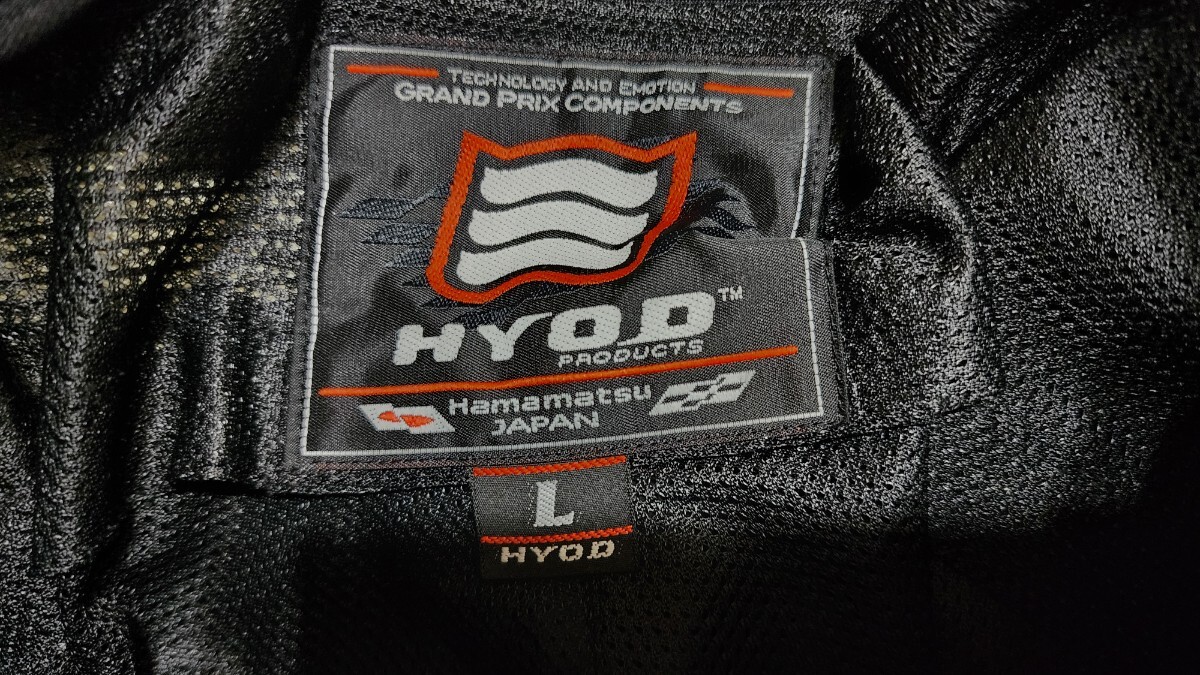 TECHNOLOGY AND EMOTION
GRAND PRIX COMPONENTS
HYOD™
PRODUCTS
Hamamatsu
JAPAN
L
HYOD